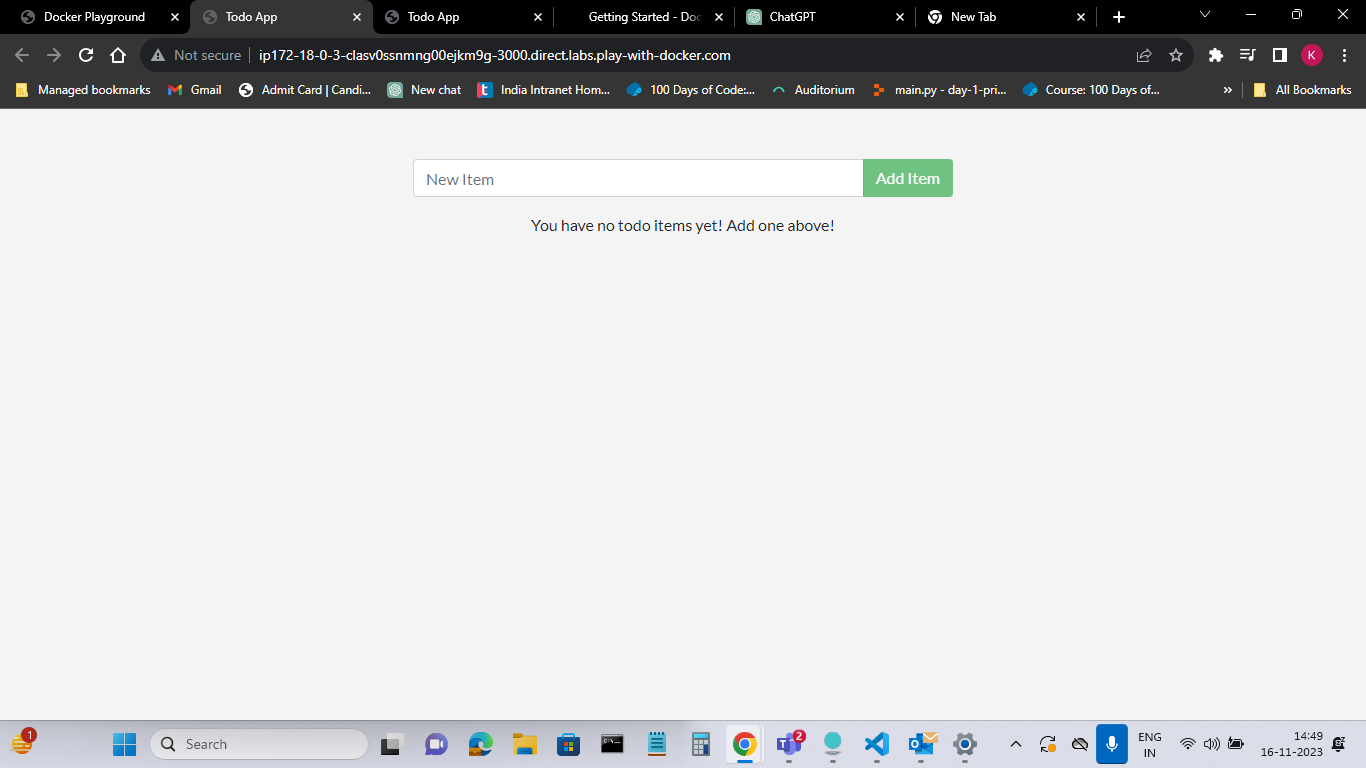 Docker Playground
Todo App
Todo App
Getting Started - Doc
ChatGPT
New Tab
Not secure
ip172-18-0-3-clasv0ssnmng00ejkm9g-3000.direct.labs.play-with-docker.com
K
Managed bookmarks
Gmail
Admit Card | Candi...
New chat
India Intranet Hom...
100 Days of Code:...
Auditorium
main.py - day-1-pri...
Course: 100 Days of...
»
All Bookmarks
New Item
Add Item
You have no todo items yet! Add one above!
1
Search
2
ENG
IN
14:49
16-11-2023